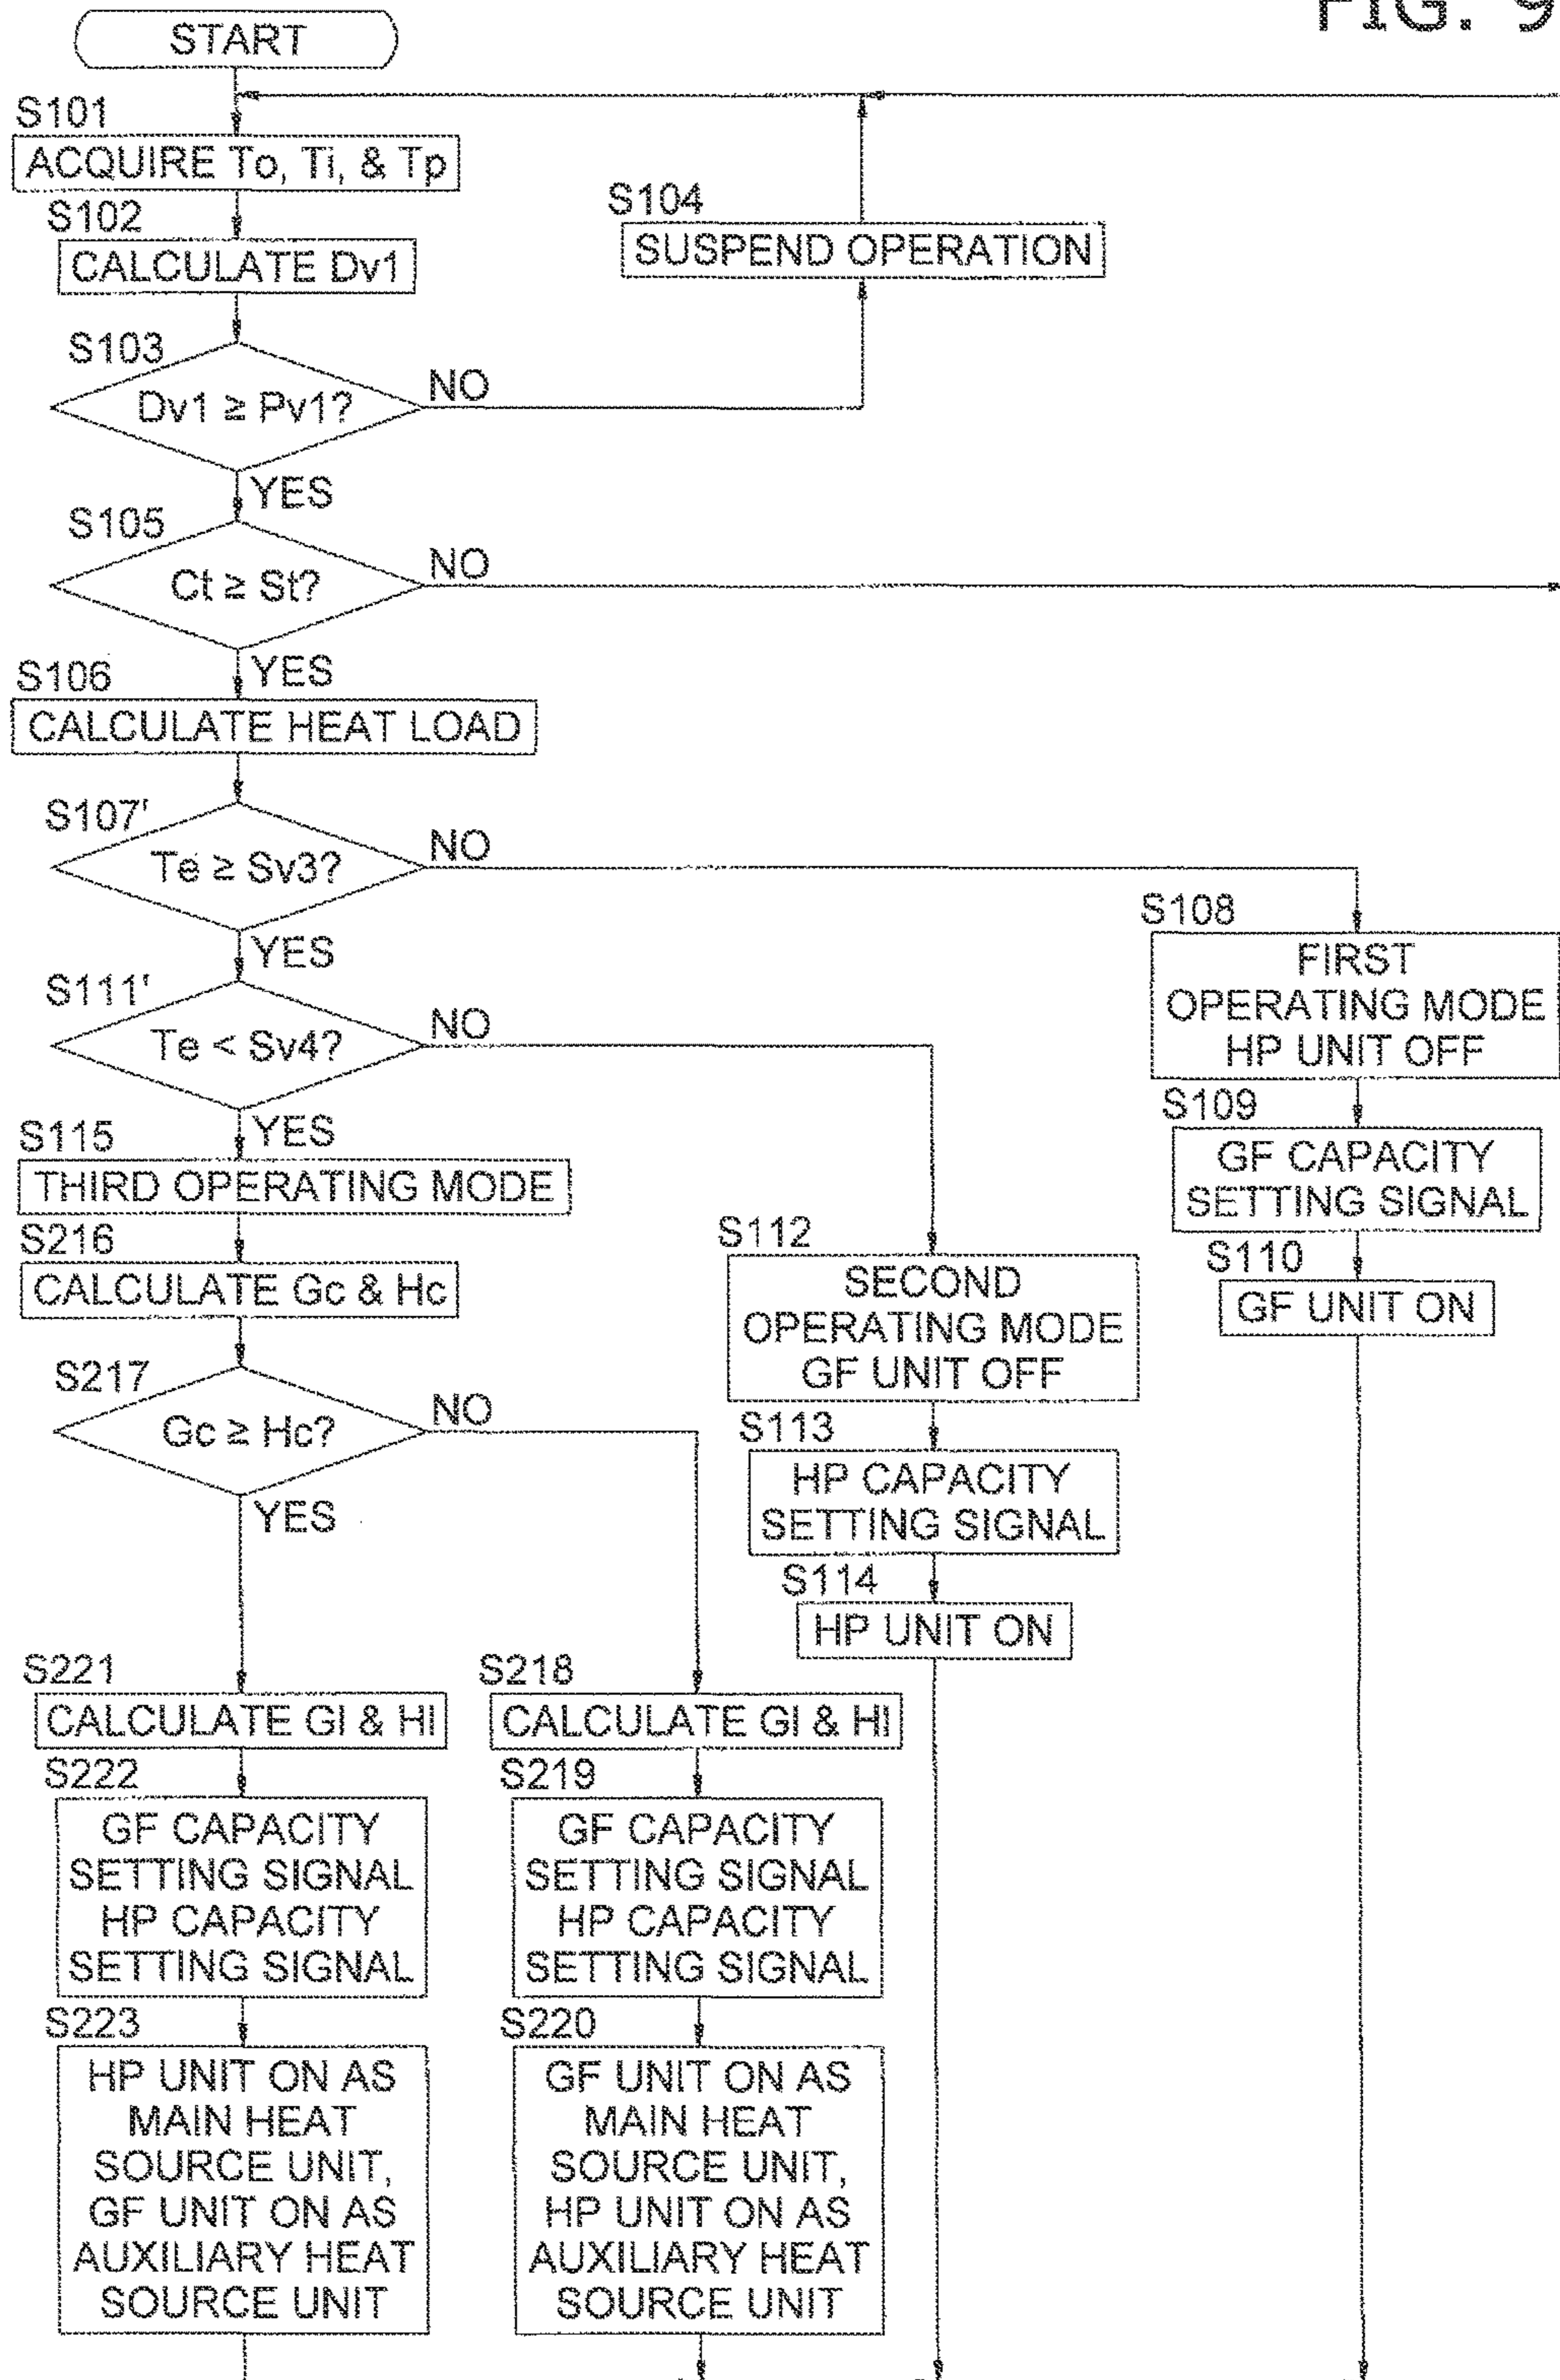 FIG. 9
START
S101
ACQUIRE To, Ti, & Tp
S102
CALCULATE Dv1
S104
SUSPEND OPERATION
S103
Dv1 ≥ Pv1?
NO
YES
S105
Ct ≥ St?
NO
YES
S106
CALCULATE HEAT LOAD
S107'
Te ≥ Sv3?
NO
YES
S108
FIRST
OPERATING MODE
HP UNIT OFF
S109
GF CAPACITY
SETTING SIGNAL
S110
GF UNIT ON
S111'
Te < Sv4?
NO
YES
S112
SECOND
OPERATING MODE
GF UNIT OFF
S113
HP CAPACITY
SETTING SIGNAL
S114
HP UNIT ON
S115
THIRD OPERATING MODE
S216
CALCULATE Gc & Hc
S217
Gc ≥ Hc?
NO
YES
S221
CALCULATE Gl & Hl
S222
GF CAPACITY
SETTING SIGNAL
HP CAPACITY
SETTING SIGNAL
S223
HP UNIT ON AS
MAIN HEAT
SOURCE UNIT,
GF UNIT ON AS
AUXILIARY HEAT
SOURCE UNIT
S218
CALCULATE Gl & Hl
S219
GF CAPACITY
SETTING SIGNAL
HP CAPACITY
SETTING SIGNAL
S220
GF UNIT ON AS
MAIN HEAT
SOURCE UNIT,
HP UNIT ON AS
AUXILIARY HEAT
SOURCE UNIT